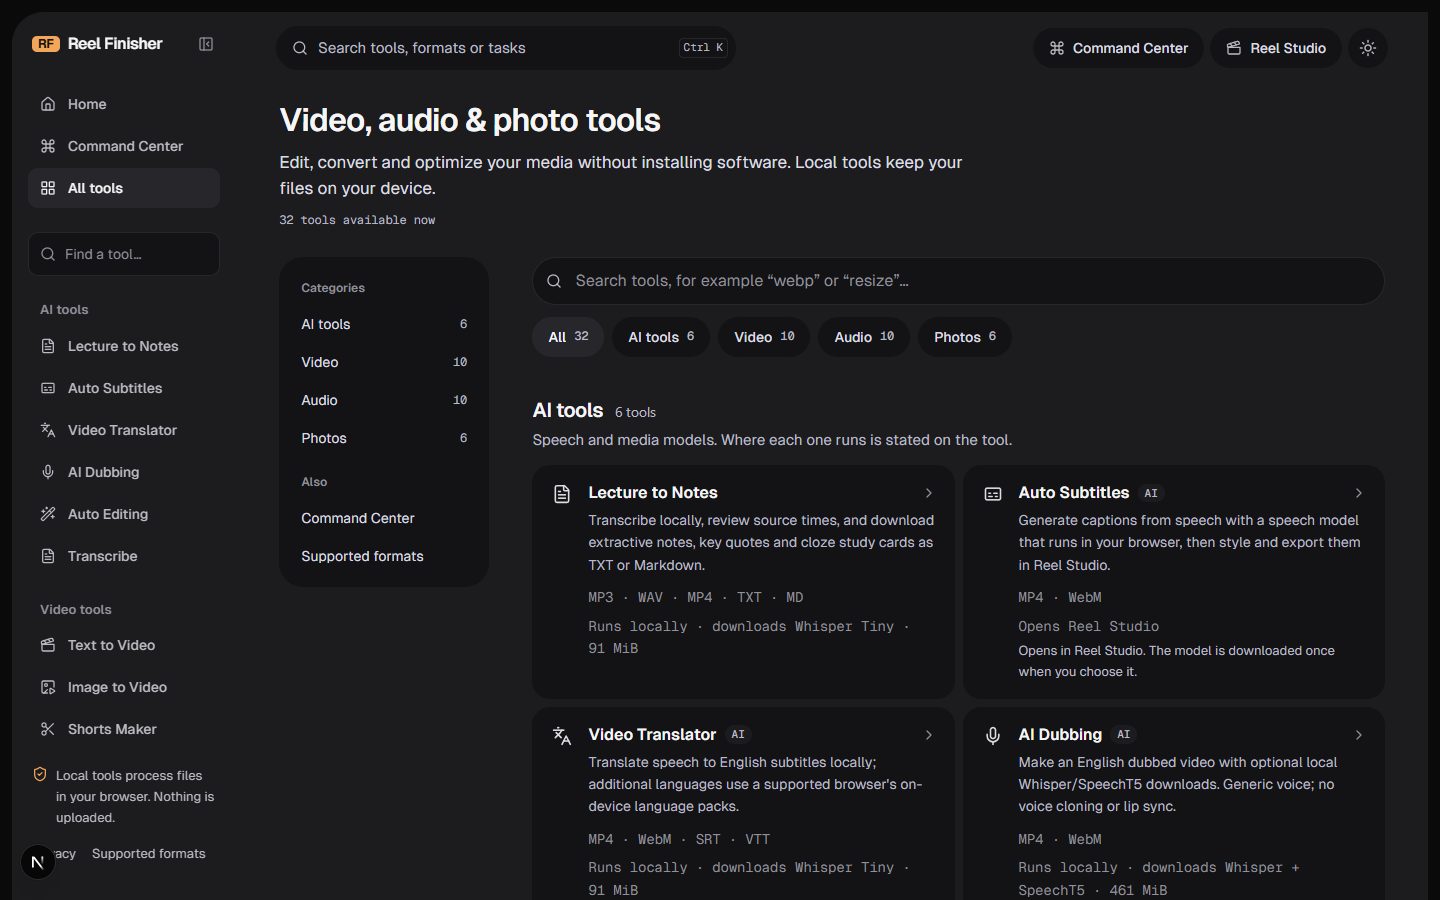 RF Reel Finisher
Search tools, formats or tasks
Ctrl K
Command Center
Reel Studio
Home
Command Center
All tools
Find a tool...
AI tools
Lecture to Notes
Auto Subtitles
Video Translator
AI Dubbing
Auto Editing
Transcribe
Video tools
Text to Video
Image to Video
Shorts Maker
Local tools process files
in your browser. Nothing is
uploaded.
Supported formats
N
Video, audio & photo tools
Edit, convert and optimize your media without installing software. Local tools keep your
files on your device.
32 tools available now
Categories
AI tools 6
Video 10
Audio 10
Photos 6
Also
Command Center
Supported formats
Search tools, for example “webp” or “resize”...
All 32
AI tools 6
Video 10
Audio 10
Photos 6
AI tools 6 tools
Speech and media models. Where each one runs is stated on the tool.
Lecture to Notes
Transcribe locally, review source times, and download
extractive notes, key quotes and cloze study cards as
TXT or Markdown.
MP3 · WAV · MP4 · TXT · MD
Runs locally · downloads Whisper Tiny ·
91 MiB
Auto Subtitles AI
Generate captions from speech with a speech model
that runs in your browser, then style and export them
in Reel Studio.
MP4 · WebM
Opens Reel Studio
Opens in Reel Studio. The model is downloaded once
when you choose it.
Video Translator AI
Translate speech to English subtitles locally;
additional languages use a supported browser's on-
device language packs.
MP4 · WebM · SRT · VTT
Runs locally · downloads Whisper Tiny ·
91 MiB
AI Dubbing AI
Make an English dubbed video with optional local
Whisper/SpeechT5 downloads. Generic voice; no
voice cloning or lip sync.
MP4 · WebM
Runs locally · downloads Whisper +
SpeechT5 · 461 MiB